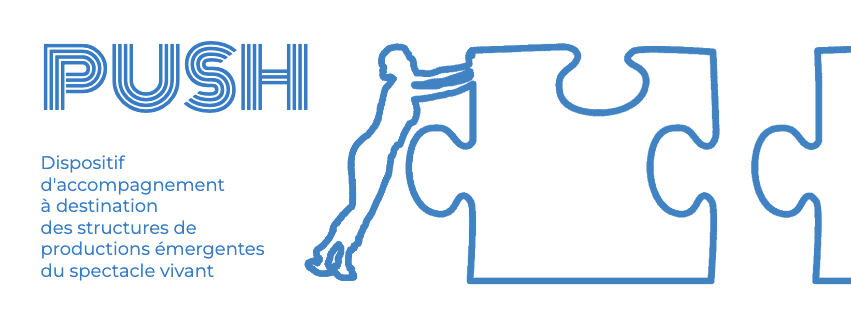 PUSH
Dispositif
d'accompagnement
à destination
des structures de
productions émergentes
du spectacle vivant